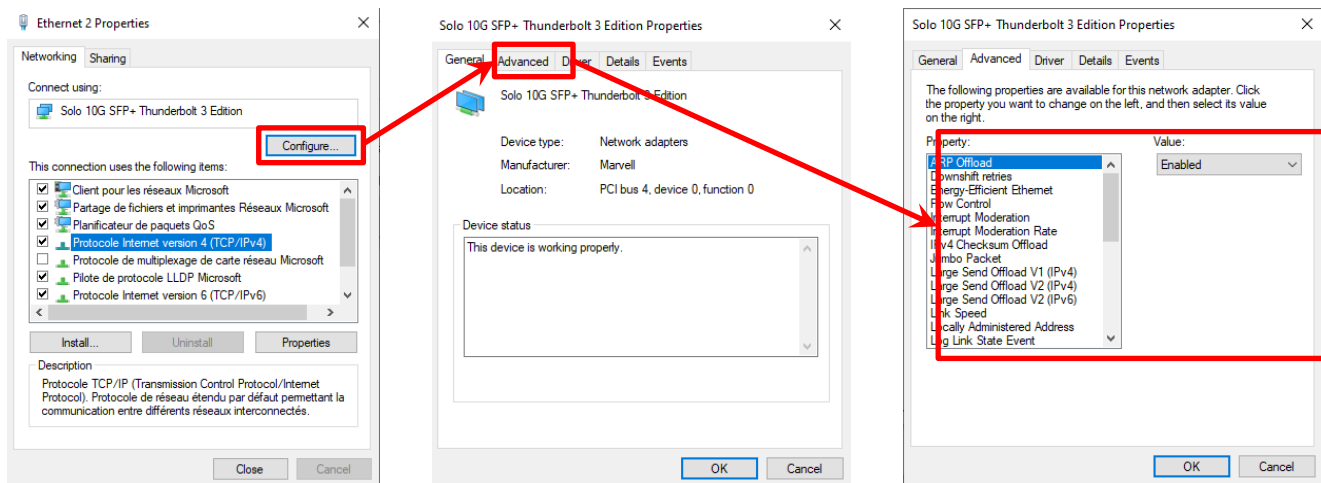 Ethernet 2 Properties
Networking Sharing
Connect using:
Solo 10G SFP+ Thunderbolt 3 Edition
Configure...
This connection uses the following items:
Client pour les réseaux Microsoft
Partage de fichiers et imprimantes Réseaux Microsoft
Planificateur de paquets QoS
Protocole Internet version 4 (TCP/IPv4)
Protocole de multiplexage de carte réseau Microsoft
Pilote de protocole LLDP Microsoft
Protocole Internet version 6 (TCP/IPv6)
Install... Uninstall Properties
Description
Protocole TCP/IP (Transmission Control Protocol/Internet
Protocol). Protocole de réseau étendu par défaut permettant la
communication entre différents réseaux interconnectés.
Close Cancel
Solo 10G SFP+ Thunderbolt 3 Edition Properties
General Advanced Driver Details Events
Solo 10G SFP+ Thunderbolt 3 Edition
Device type: Network adapters
Manufacturer: Marvell
Location: PCI bus 4, device 0, function 0
Device status
This device is working properly.
OK Cancel
Solo 10G SFP+ Thunderbolt 3 Edition Properties
General Advanced Driver Details Events
The following properties are available for this network adapter. Click
the property you want to change on the left, and then select its value
on the right.
Property: Value:
ARP Offload Enabled
Downshift retries
Energy-Efficient Ethernet
Flow Control
Interrupt Moderation
Interrupt Moderation Rate
IPv4 Checksum Offload
Jumbo Packet
Large Send Offload V1 (IPv4)
Large Send Offload V2 (IPv4)
Large Send Offload V2 (IPv6)
Link Speed
Locally Administered Address
Log Link State Event
OK Cancel